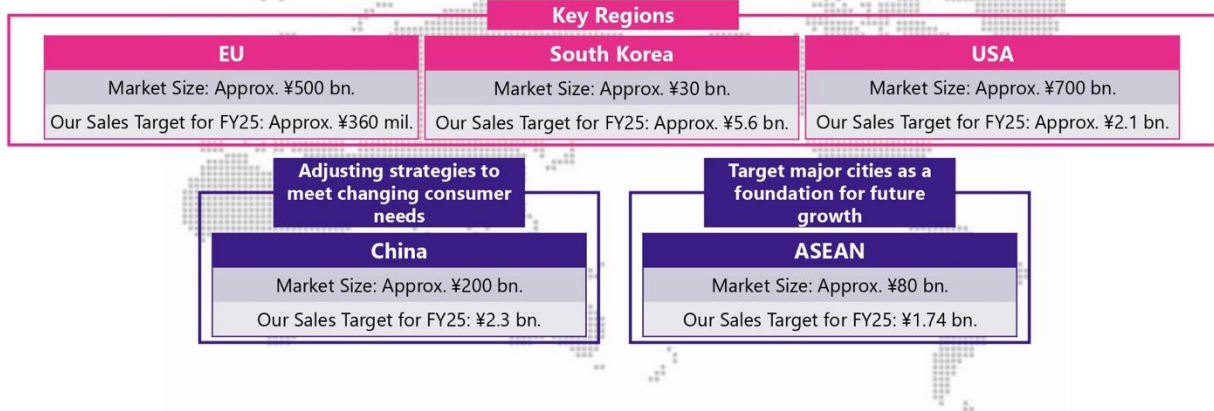 Key Regions
EU
Market Size: Approx. ¥500 bn.
Our Sales Target for FY25: Approx. ¥360 mil.
South Korea
Market Size: Approx. ¥30 bn.
Our Sales Target for FY25: Approx. ¥5.6 bn.
USA
Market Size: Approx. ¥700 bn.
Our Sales Target for FY25: Approx. ¥2.1 bn.
Adjusting strategies to
meet changing consumer
needs
China
Market Size: Approx. ¥200 bn.
Our Sales Target for FY25: ¥2.3 bn.
Target major cities as a
foundation for future
growth
ASEAN
Market Size: Approx. ¥80 bn.
Our Sales Target for FY25: ¥1.74 bn.